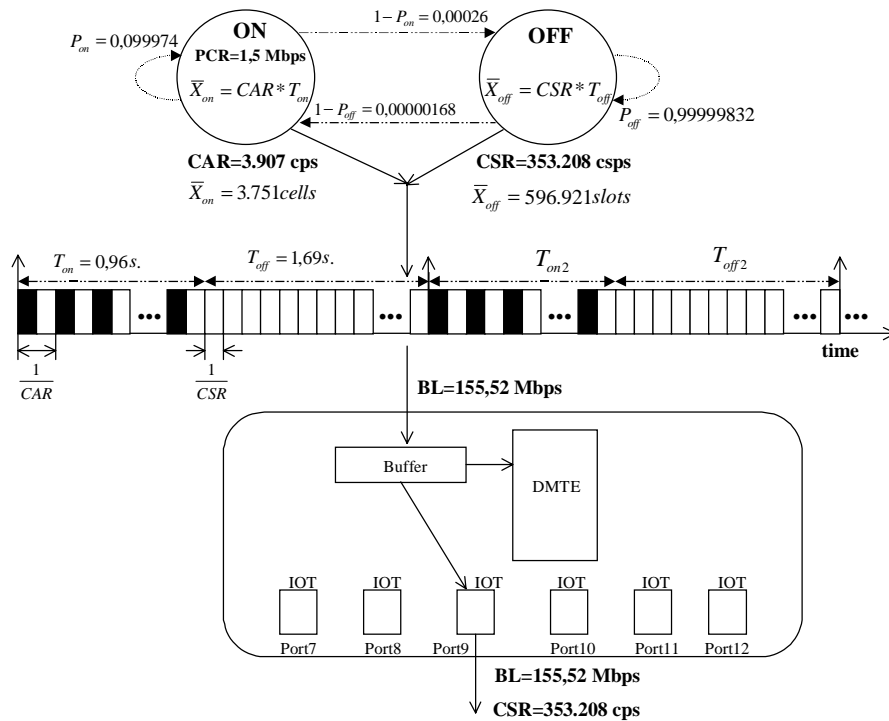 ON
1− P_on = 0,00026
OFF
P_on = 0,099974
PCR=1,5 Mbps
X̅_on = CAR * T_on
X̅_off = CSR * T_off
1− P_off = 0,00000168
P_off = 0,99999832
CAR=3.907 cps
CSR=353.208 csps
X̅_on = 3.751cells
X̅_off = 596.921slots
T_on = 0,96s.
T_off = 1,69s.
T_on2
T_off2
••• ••• ••• ••• •••
time
1/CAR
1/CSR
BL=155,52 Mbps
Buffer
DMTE
IOT IOT IOT IOT IOT IOT
Port7 Port8 Port9 Port10 Port11 Port12
BL=155,52 Mbps
CSR=353.208 cps